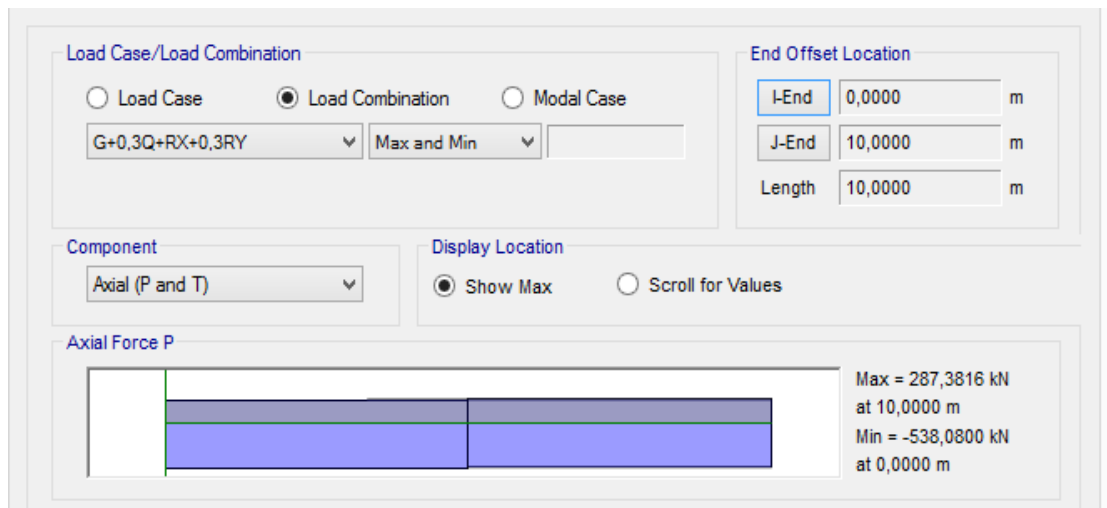 Load Case/Load Combination
Load Case
Load Combination
Modal Case
G+0,3Q+RX+0,3RY
Max and Min
End Offset Location
I-End 0,0000 m
J-End 10,0000 m
Length 10,0000 m
Component
Axial (P and T)
Display Location
Show Max
Scroll for Values
Axial Force P
Max = 287,3816 kN
at 10,0000 m
Min = -538,0800 kN
at 0,0000 m